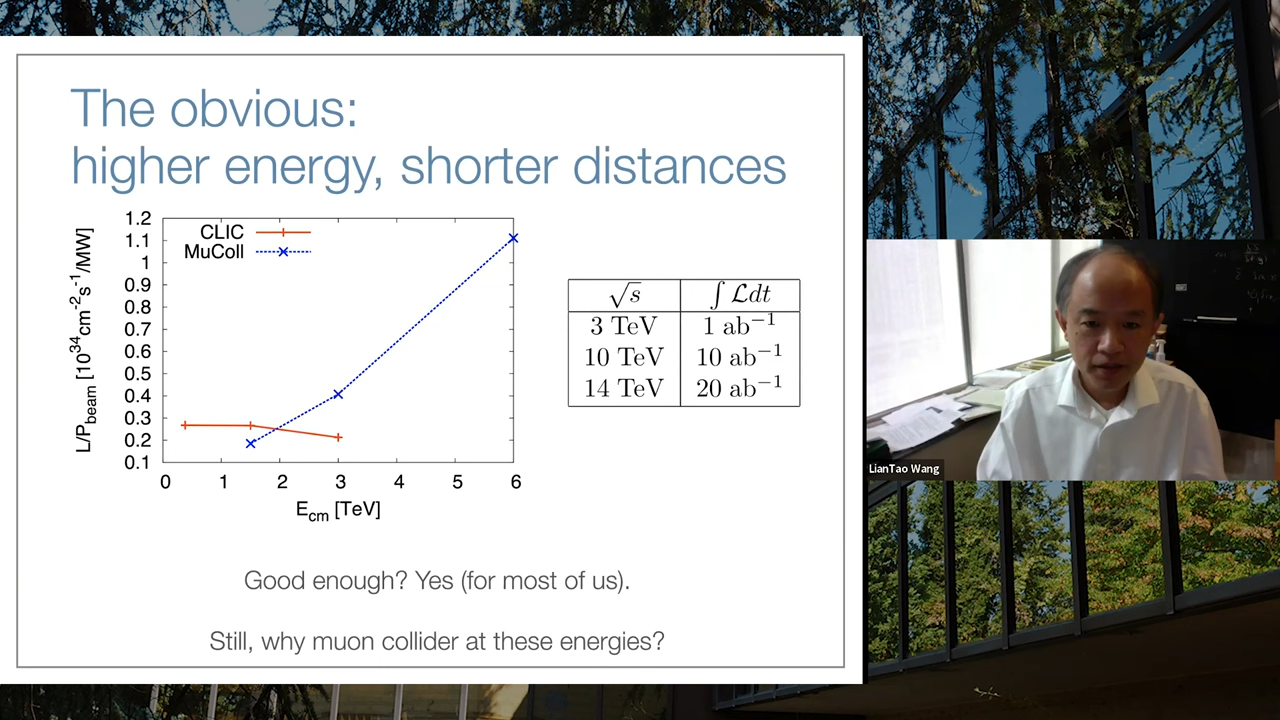 The obvious:
higher energy, shorter distances
L/P_beam [10^34 cm^-2 s^-1/MW]
1.2
1.1
1
0.9
0.8
0.7
0.6
0.5
0.4
0.3
0.2
0.1
CLIC
MuColl
0 1 2 3 4 5 6
E_cm [TeV]
√s ∫ℒdt
3 TeV 1 ab⁻¹
10 TeV 10 ab⁻¹
14 TeV 20 ab⁻¹
Good enough? Yes (for most of us).
Still, why muon collider at these energies?
LianTao Wang